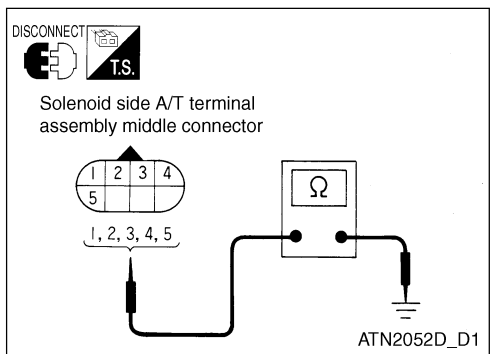 DISCONNECT
T.S.
Solenoid side A/T terminal
assembly middle connector
1 2 3 4
5
1, 2, 3, 4, 5
Ω
ATN2052D_D1